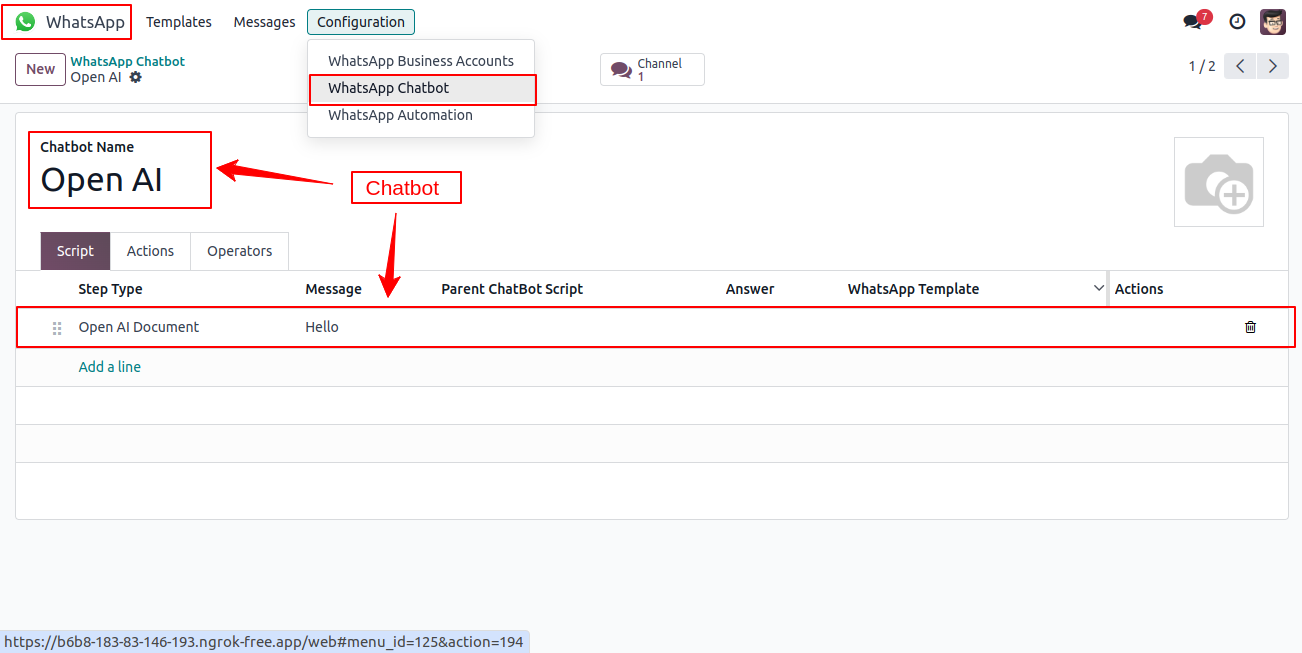 WhatsApp Templates Messages Configuration 7
New WhatsApp Chatbot
Open AI
WhatsApp Business Accounts
WhatsApp Chatbot
WhatsApp Automation
Channel
1
1 / 2
Chatbot Name
Open AI
Chatbot
Script Actions Operators
Step Type Message Parent ChatBot Script Answer WhatsApp Template Actions
Open AI Document Hello
Add a line
https://b6b8-183-83-146-193.ngrok-free.app/web#menu_id=125&action=194